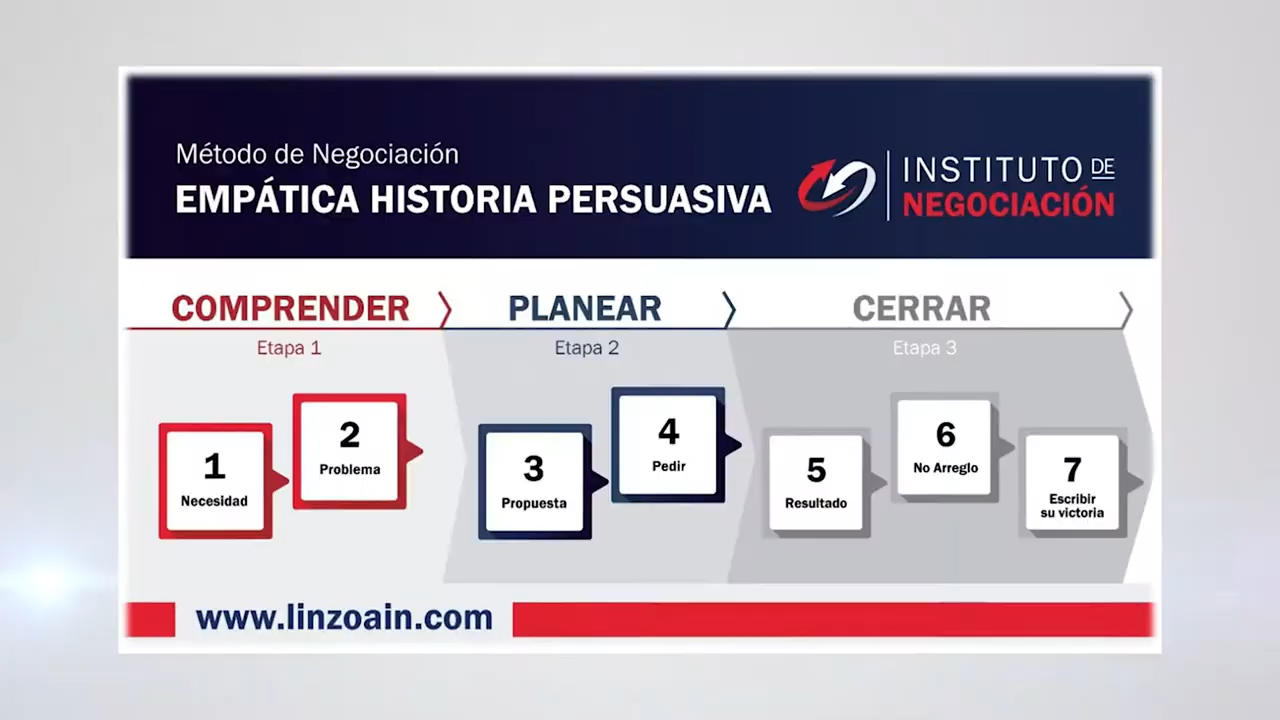 Método de Negociación
EMPÁTICA HISTORIA PERSUASIVA
INSTITUTO DE
NEGOCIACIÓN
COMPRENDER
Etapa 1
PLANEAR
Etapa 2
CERRAR
Etapa 3
1
Necesidad
2
Problema
3
Propuesta
4
Pedir
5
Resultado
6
No Arreglo
7
Escribir
su victoria
www.linzoain.com